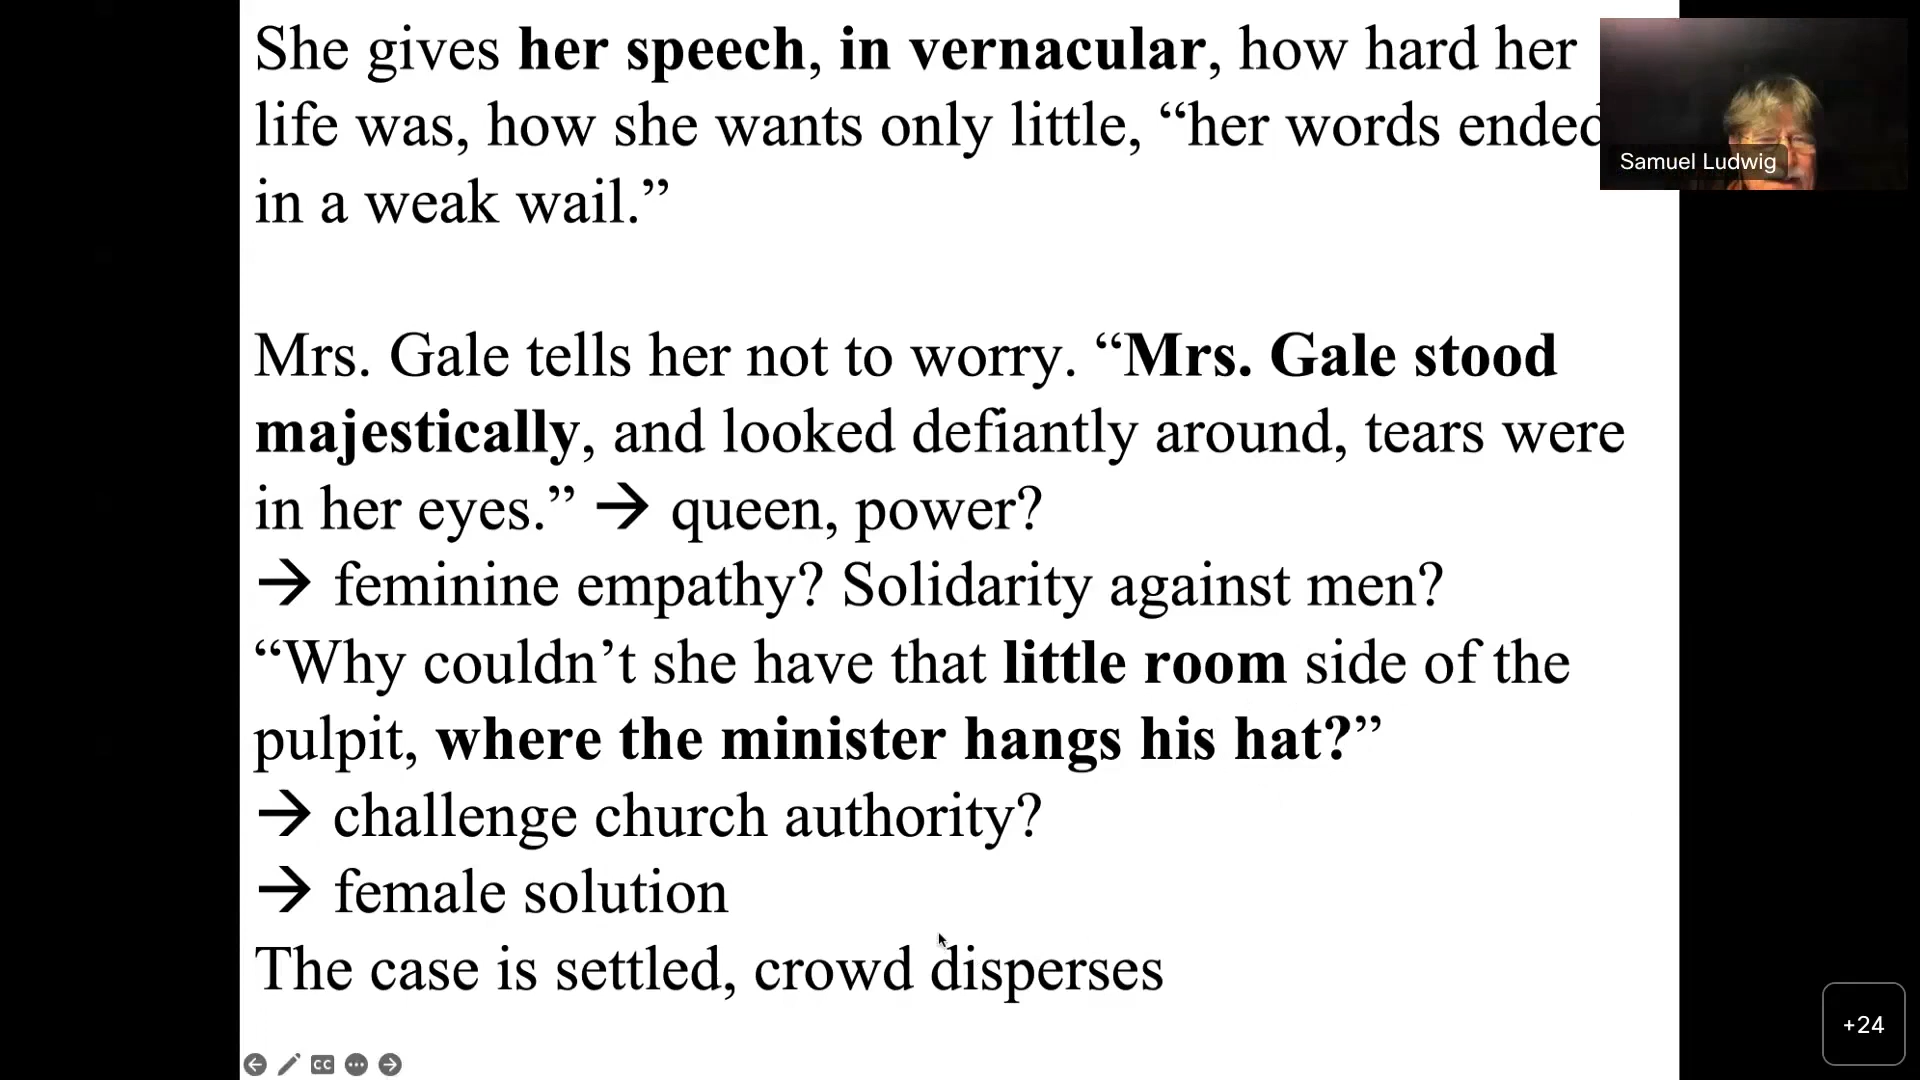 She gives her speech, in vernacular, how hard her
life was, how she wants only little, “her words ended
in a weak wail.”
Samuel Ludwig
Mrs. Gale tells her not to worry. “Mrs. Gale stood
majestically, and looked defiantly around, tears were
in her eyes.” → queen, power?
→ feminine empathy? Solidarity against men?
“Why couldn’t she have that little room side of the
pulpit, where the minister hangs his hat?”
→ challenge church authority?
→ female solution
The case is settled, crowd disperses
+24
CC